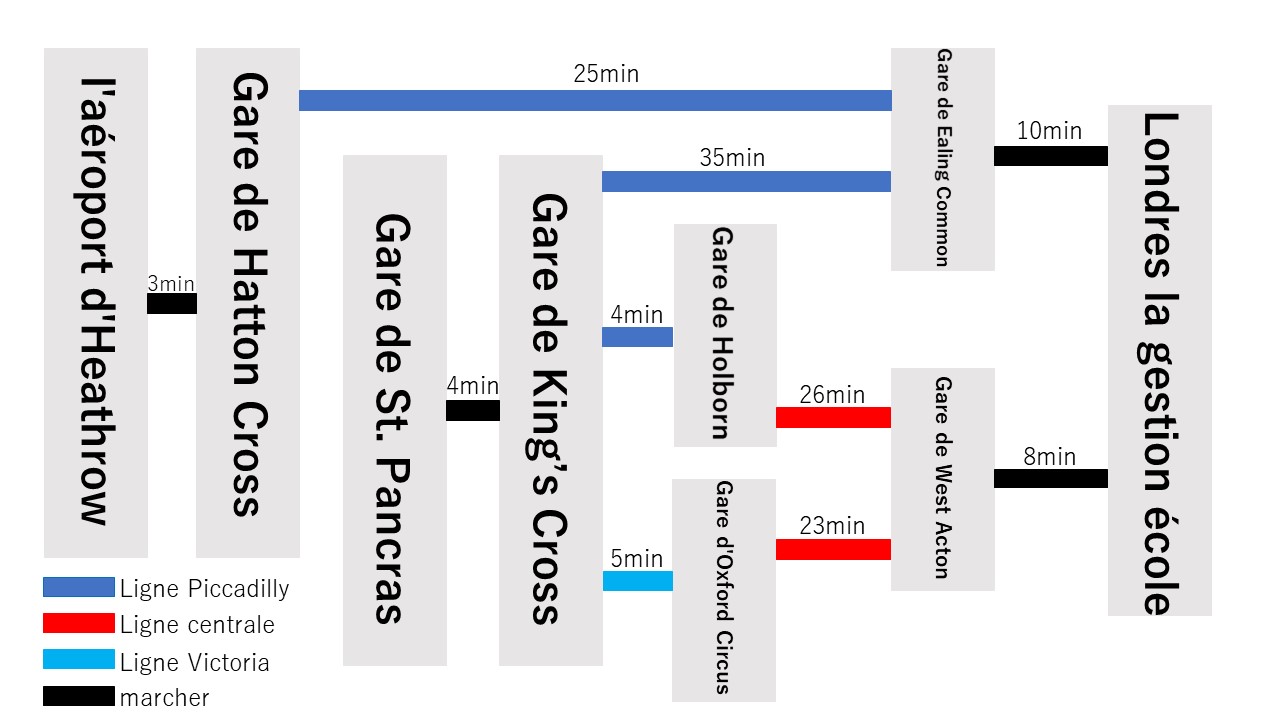 l'aéroport d'Heathrow
3min
Gare de Hatton Cross
25min
Gare de St. Pancras
4min
Gare de King's Cross
35min
4min
5min
Gare de Holborn
Gare d'Oxford Circus
26min
23min
Gare de Ealing Common
Gare de West Acton
10min
8min
Londres la gestion école
Ligne Piccadilly
Ligne centrale
Ligne Victoria
marcher